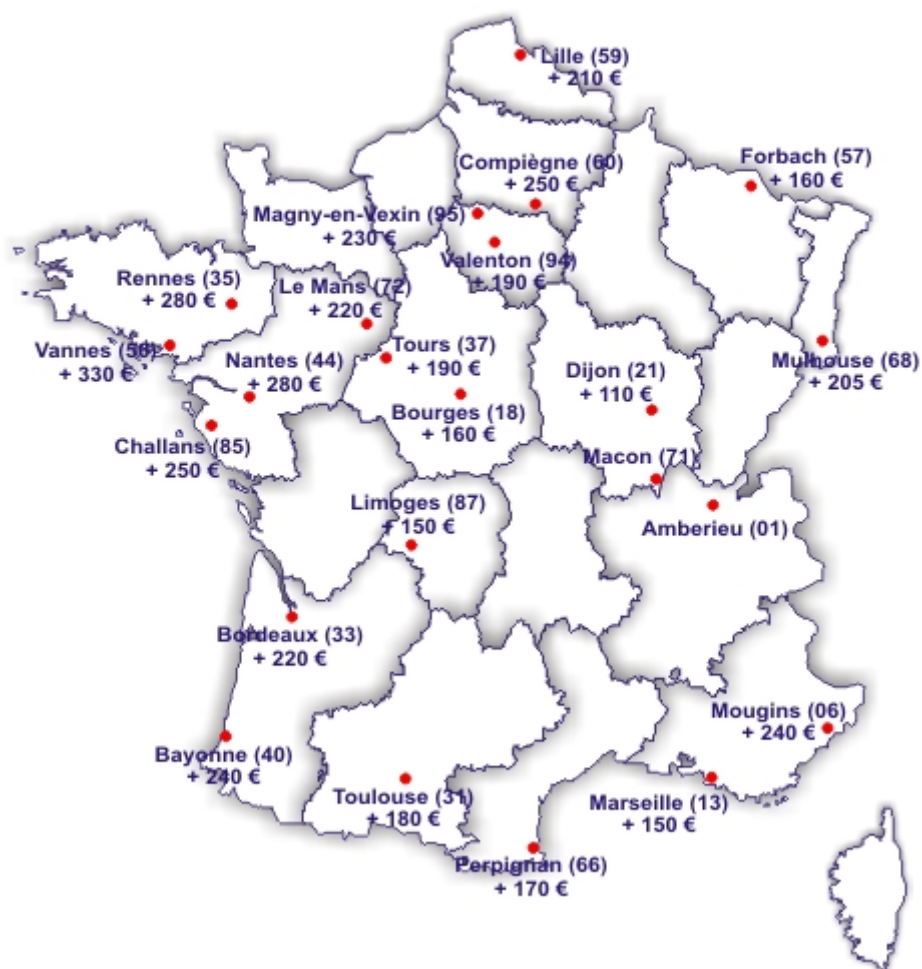 Lille (59)
+ 210 €
Compiègne (60)
+ 250 €
Forbach (57)
+ 160 €
Magny-en-Vexin (95)
+ 230 €
Valenton (94)
+ 190 €
Rennes (35)
+ 280 €
Le Mans (72)
+ 220 €
Vannes (56)
+ 330 €
Nantes (44)
+ 280 €
Tours (37)
+ 190 €
Dijon (21)
+ 110 €
Mulhouse (68)
+ 205 €
Bourges (18)
+ 160 €
Challans (85)
+ 250 €
Macon (71)
Limoges (87)
+ 150 €
Amberieu (01)
Bordeaux (33)
+ 220 €
Mougins (06)
+ 240 €
Bayonne (40)
+ 240 €
Toulouse (31)
+ 180 €
Marseille (13)
+ 150 €
Perpignan (66)
+ 170 €